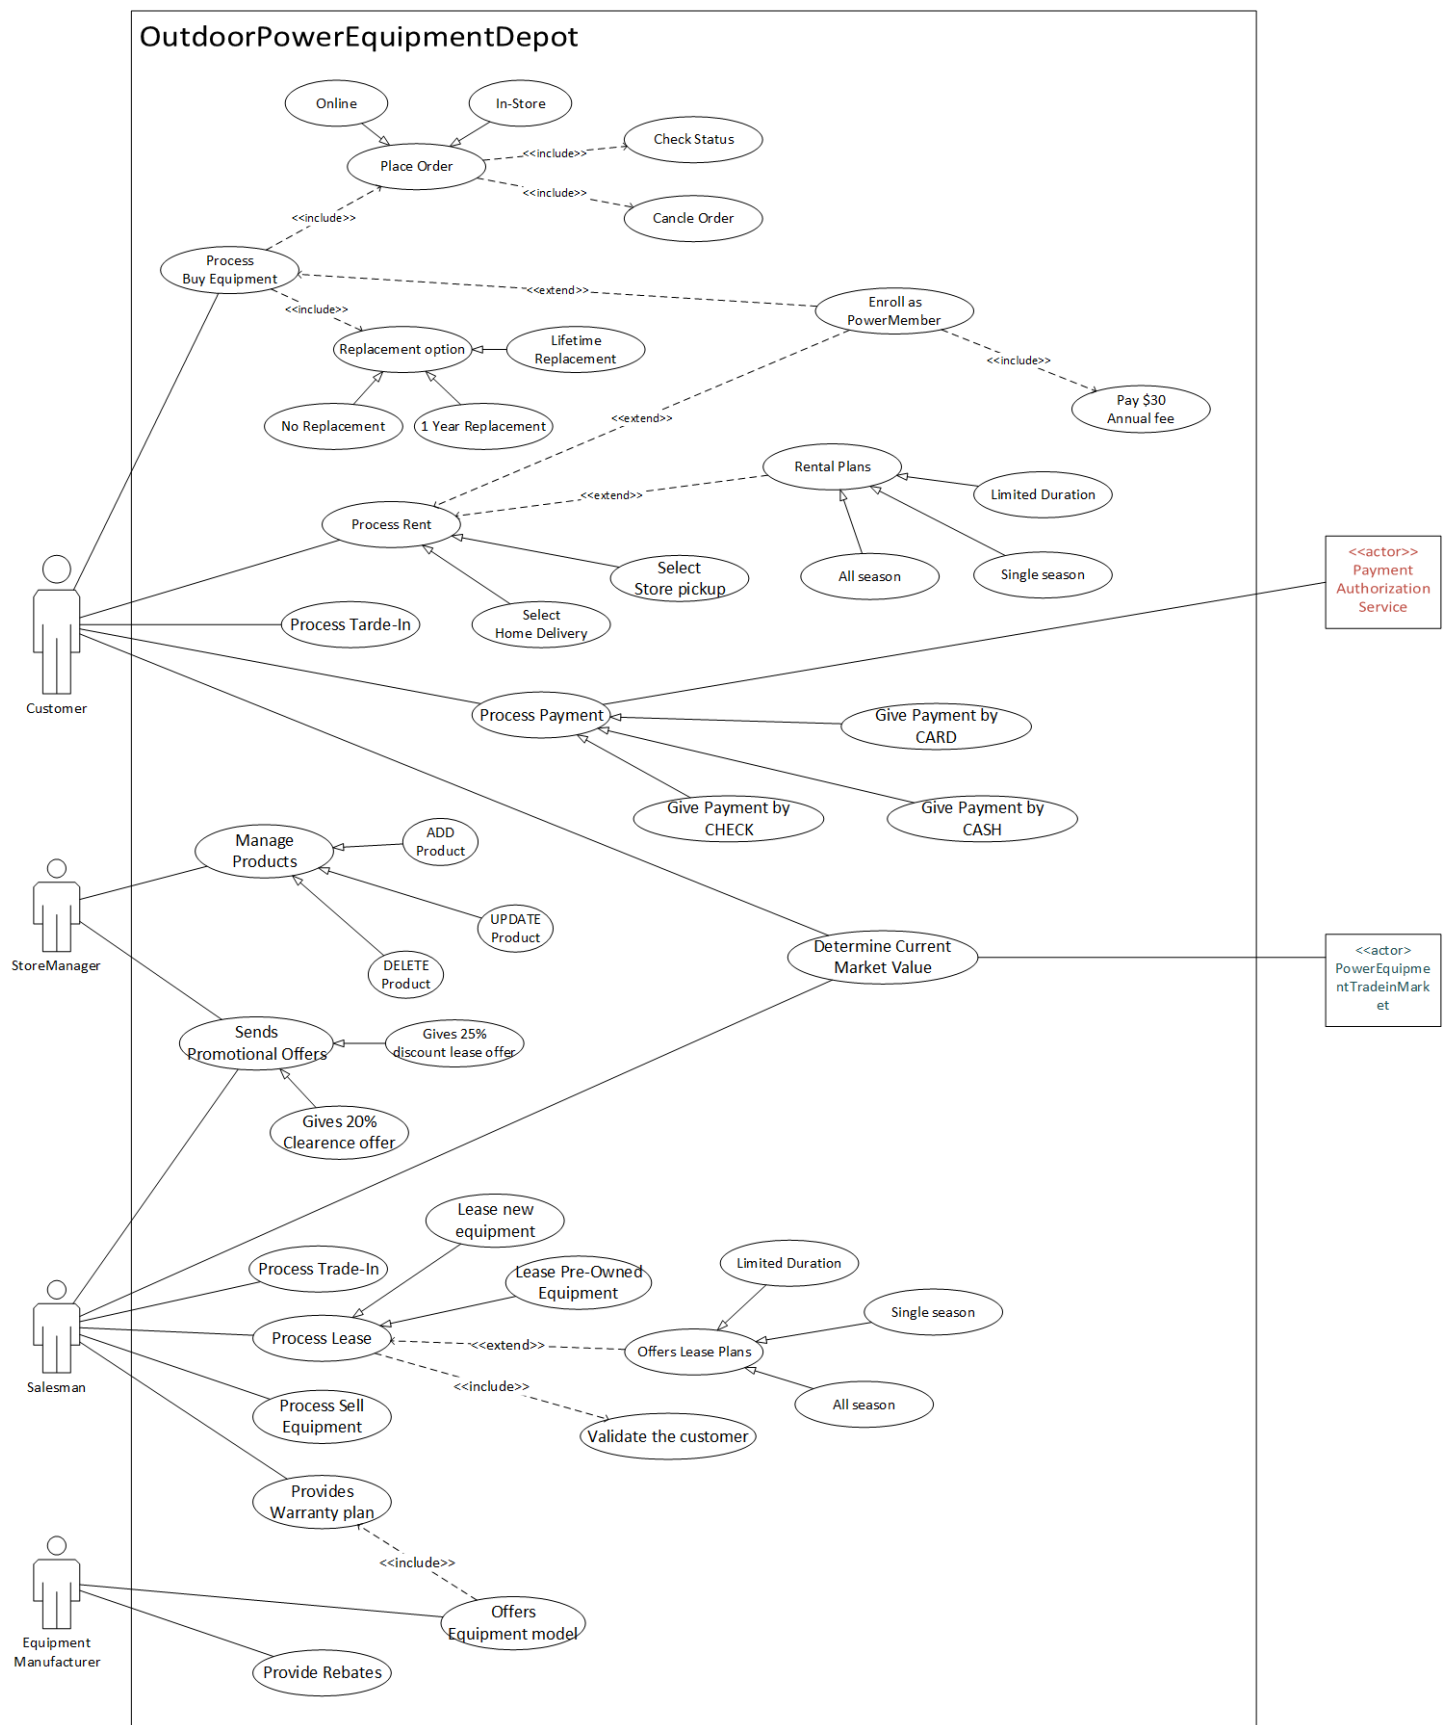 OutdoorPowerEquipmentDepot
Online
In-Store
Check Status
Place Order
<<include>>
<<include>>
Cancle Order
<<include>>
Process
Buy Equipment
<<extend>>
Enroll as
PowerMember
<<include>>
Lifetime
Replacement
Replacement option
<<include>>
Pay $30
Annual fee
No Replacement
1 Year Replacement
<<extend>>
Rental Plans
Limited Duration
<<extend>>
Process Rent
Select
Store pickup
All season
Single season
<<actor>>
Payment
Authorization
Service
Select
Home Delivery
Process Tarde-In
Customer
Process Payment
Give Payment by
CARD
Give Payment by
CHECK
Give Payment by
CASH
Manage
Products
ADD
Product
UPDATE
Product
DELETE
Product
StoreManager
Determine Current
Market Value
<<actor>
PowerEquipme
ntTradeinMark
et
Sends
Promotional Offers
Gives 25%
discount lease offer
Gives 20%
Clearence offer
Lease new
equipment
Process Trade-In
Lease Pre-Owned
Equipment
Limited Duration
Single season
Process Lease
<<extend>>
Offers Lease Plans
<<include>>
All season
Salesman
Process Sell
Equipment
Validate the customer
Provides
Warranty plan
<<include>>
Offers
Equipment model
Equipment
Manufacturer
Provide Rebates